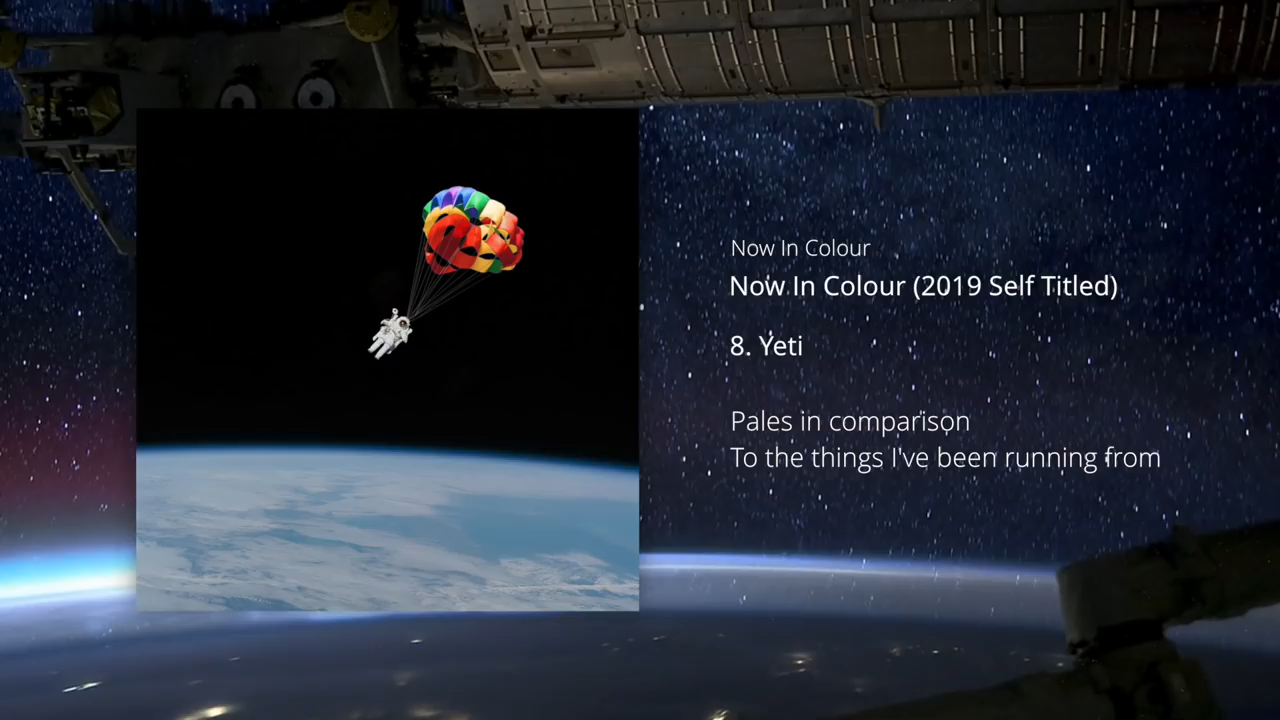 Now In Colour
Now In Colour (2019 Self Titled)
8. Yeti
Pales in comparison
To the things I've been running from